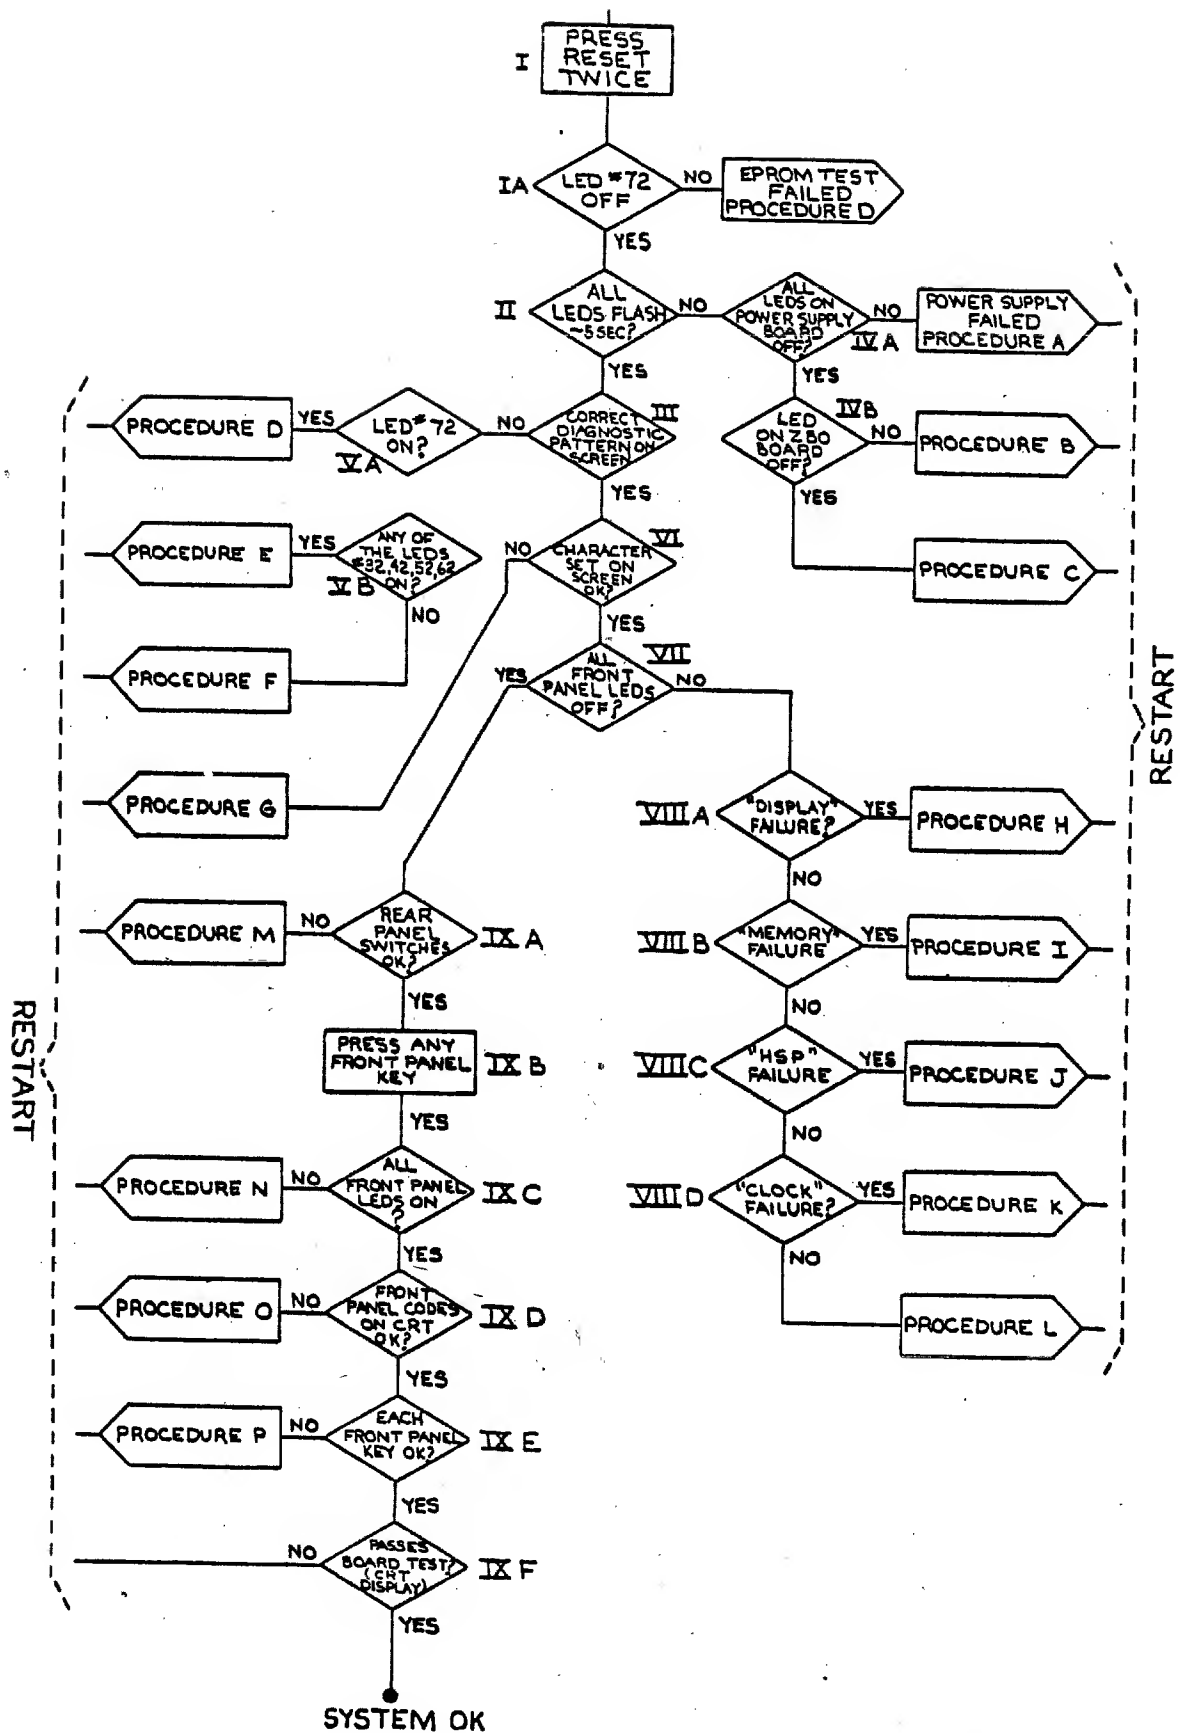 I
PRESS
RESET
TWICE
IA
LED #72
OFF
NO
EPROM TEST
FAILED
PROCEDURE D
YES
II
ALL
LEDS FLASH
~5 SEC?
NO
ALL
LEDS ON
POWER SUPPLY
BOARD
OFF?
IV A
NO
POWER SUPPLY
FAILED
PROCEDURE A
YES
YES
PROCEDURE D
YES
LED #72
ON?
V A
NO
CORRECT
DIAGNOSTIC
PATTERN ON
SCREEN
III
LED
ON Z80
BOARD
OFF?
IV B
NO
PROCEDURE B
YES
YES
PROCEDURE E
YES
ANY OF
THE LEDS
#32,42,52,62
ON?
V B
NO
NO
CHARACTER
SET ON
SCREEN
OK?
VI
PROCEDURE C
YES
PROCEDURE F
YES
ALL
FRONT
PANEL LEDS
OFF?
VII
NO
RESTART
PROCEDURE G
VIII A
"DISPLAY"
FAILURE?
YES
PROCEDURE H
NO
PROCEDURE M
NO
REAR
PANEL
SWITCHES
OK?
IX A
VIII B
"MEMORY"
FAILURE
YES
PROCEDURE I
YES
NO
RESTART
PRESS ANY
FRONT PANEL
KEY
IX B
VIII C
"HSP"
FAILURE
YES
PROCEDURE J
YES
NO
PROCEDURE N
NO
ALL
FRONT PANEL
LEDS ON
?
IX C
VIII D
"CLOCK"
FAILURE?
YES
PROCEDURE K
YES
NO
PROCEDURE O
NO
FRONT
PANEL CODES
ON CRT
OK?
IX D
PROCEDURE L
YES
PROCEDURE P
NO
EACH
FRONT PANEL
KEY OK?
IX E
YES
NO
PASSES
BOARD TEST?
(CRT
DISPLAY)
IX F
YES
SYSTEM OK